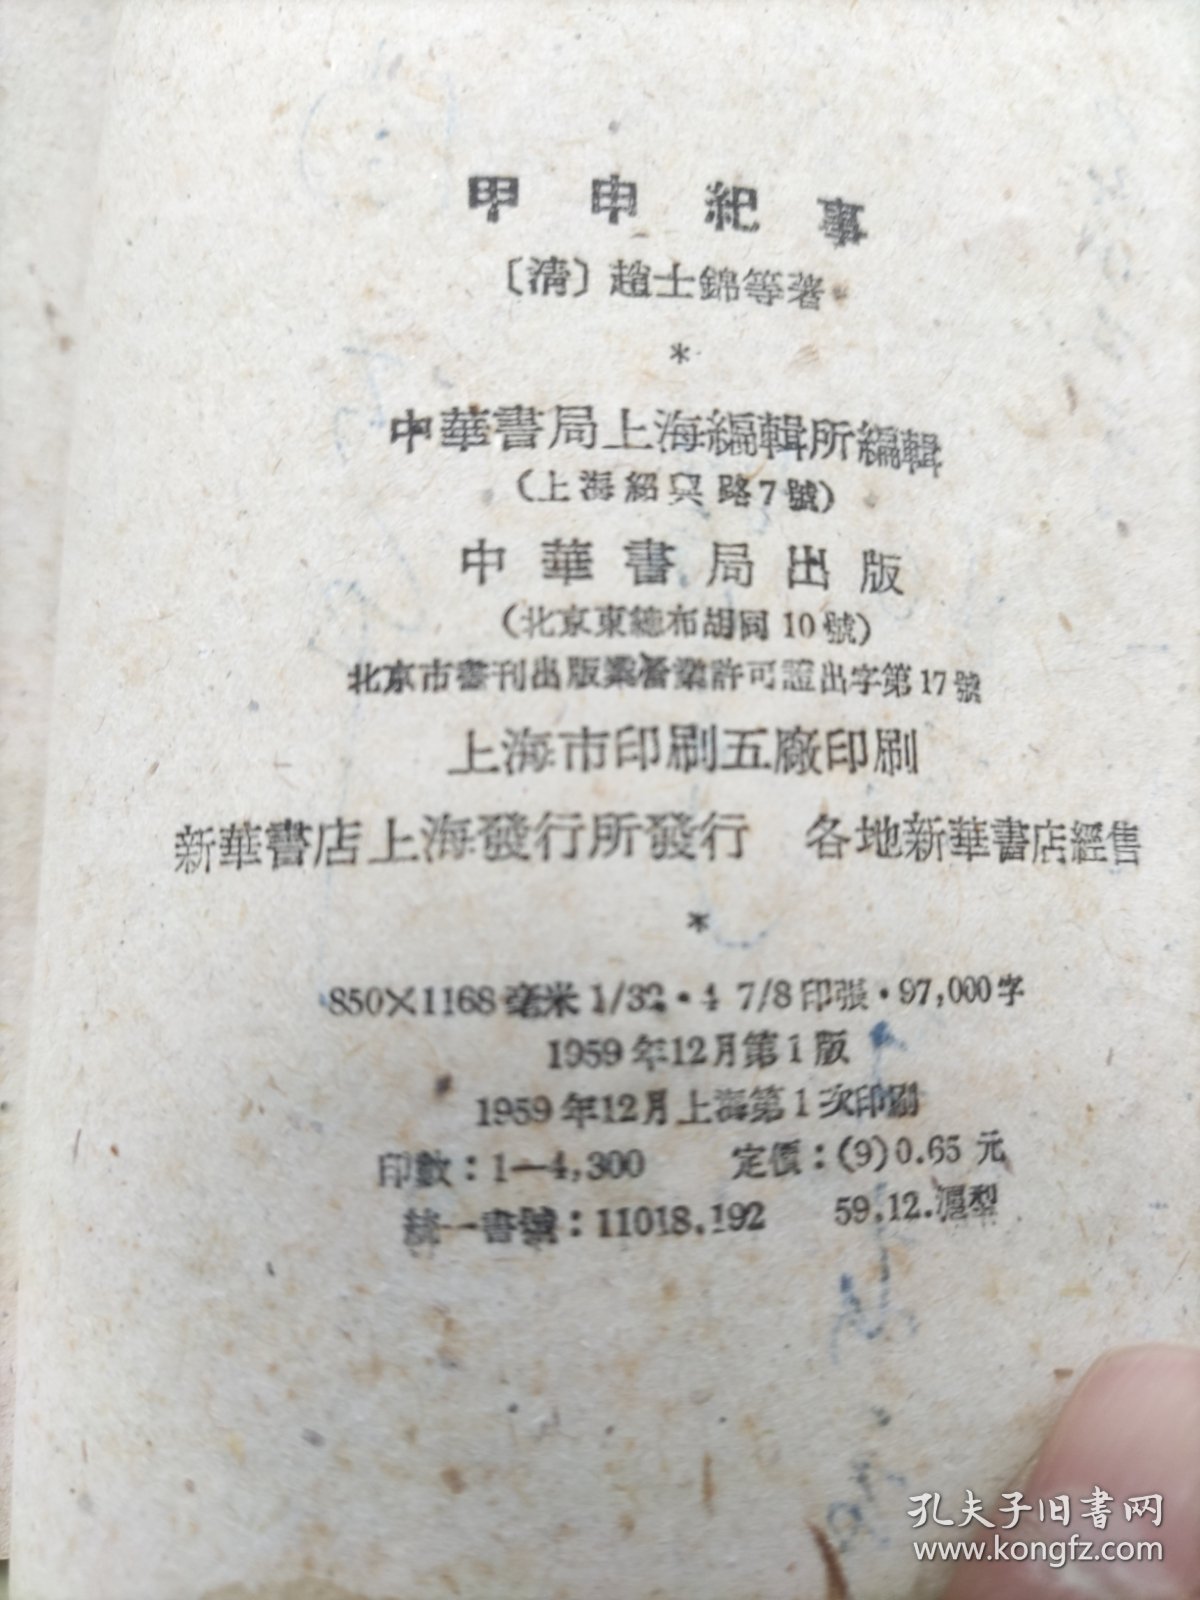 甲申紀事
〔清〕趙士錦等著
*
中華書局上海編輯所編輯
(上海紹興路7號)
中華書局出版
(北京東總布胡同10號)
北京市書刊出版業營業許可證出字第17號
上海市印刷五廠印刷
新華書店上海發行所發行 各地新華書店經售
*
850×1168毫米 1/32·4 7/8印張·97,000字
1959年12月第1版
1959年12月上海第1次印刷
印數:1—4,300 定價:(9)0.65元
統一書號:11018.192 59.12.滬型
孔夫子旧书网
www.kongfz.com